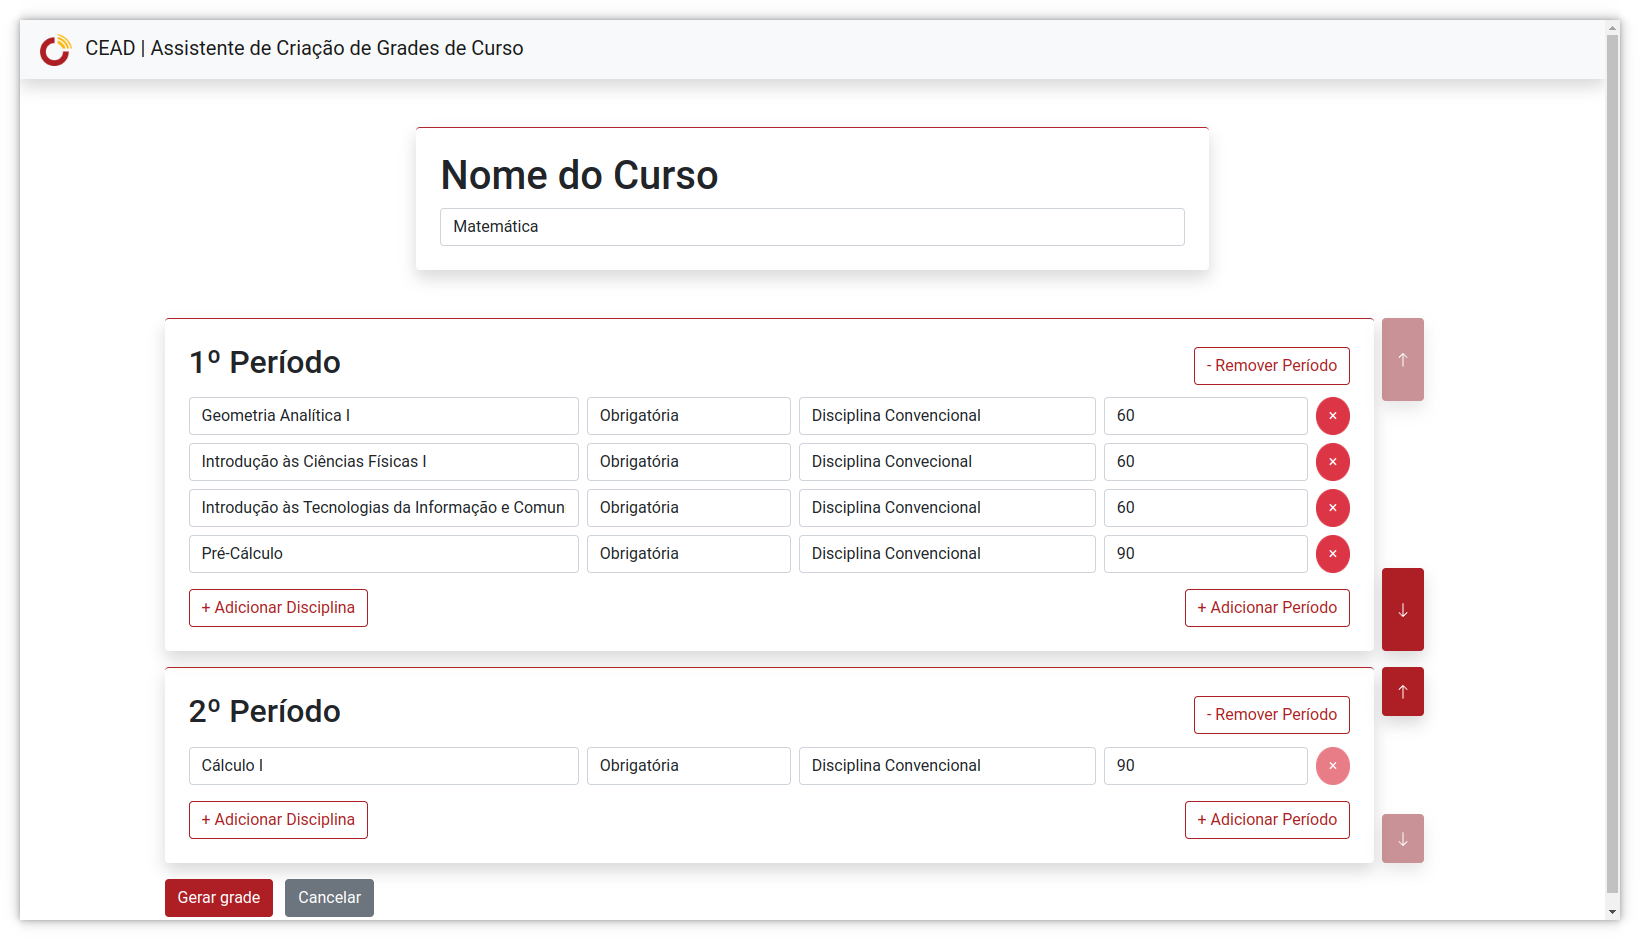 CEAD | Assistente de Criação de Grades de Curso
Nome do Curso
Matemática
1º Período
- Remover Período
↑
Geometria Analítica I Obrigatória Disciplina Convencional 60 ×
Introdução às Ciências Físicas I Obrigatória Disciplina Convecional 60 ×
Introdução às Tecnologias da Informação e Comun Obrigatória Disciplina Convencional 60 ×
Pré-Cálculo Obrigatória Disciplina Convencional 90 ×
+ Adicionar Disciplina + Adicionar Período
↓
2º Período
- Remover Período
↑
Cálculo I Obrigatória Disciplina Convencional 90 ×
+ Adicionar Disciplina + Adicionar Período
↓
Gerar grade Cancelar